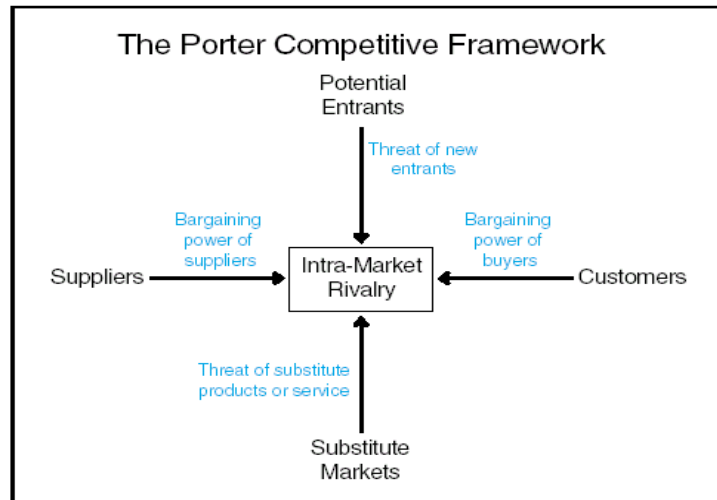 The Porter Competitive Framework
Potential
Entrants
Threat of new
entrants
Bargaining
power of
suppliers
Bargaining
power of
buyers
Suppliers
Intra-Market
Rivalry
Customers
Threat of substitute
products or service
Substitute
Markets